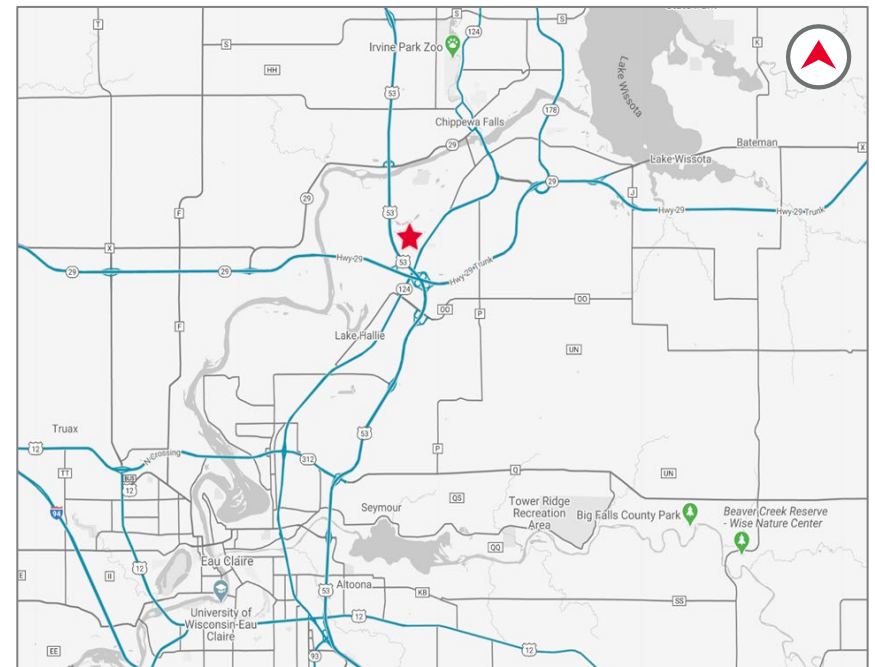 T
S
124
S
K
Irvine Park Zoo
S
HH
53
Lake Wissota
178
Chippewa Falls
29
Bateman
X
Lake Wissota
29
J
29
F
53
Hwy-29
Hwy-29-Trunk
X
53
Hwy-29
Hwy-29-Trunk
29
29
124
OO
OO
P
F
Lake Hallie
UN
Truax
53
12
N-Crossing
312
P
TT
Q
UN
12
QS
94
Seymour
Tower Ridge
Recreation
Area
Big Falls County Park
Beaver Creek Reserve
- Wise Nature Center
QQ
Eau Claire
12
E
II
Altoona
53
KB
SS
University of
Wisconsin-Eau
Claire
12
EE
93
12